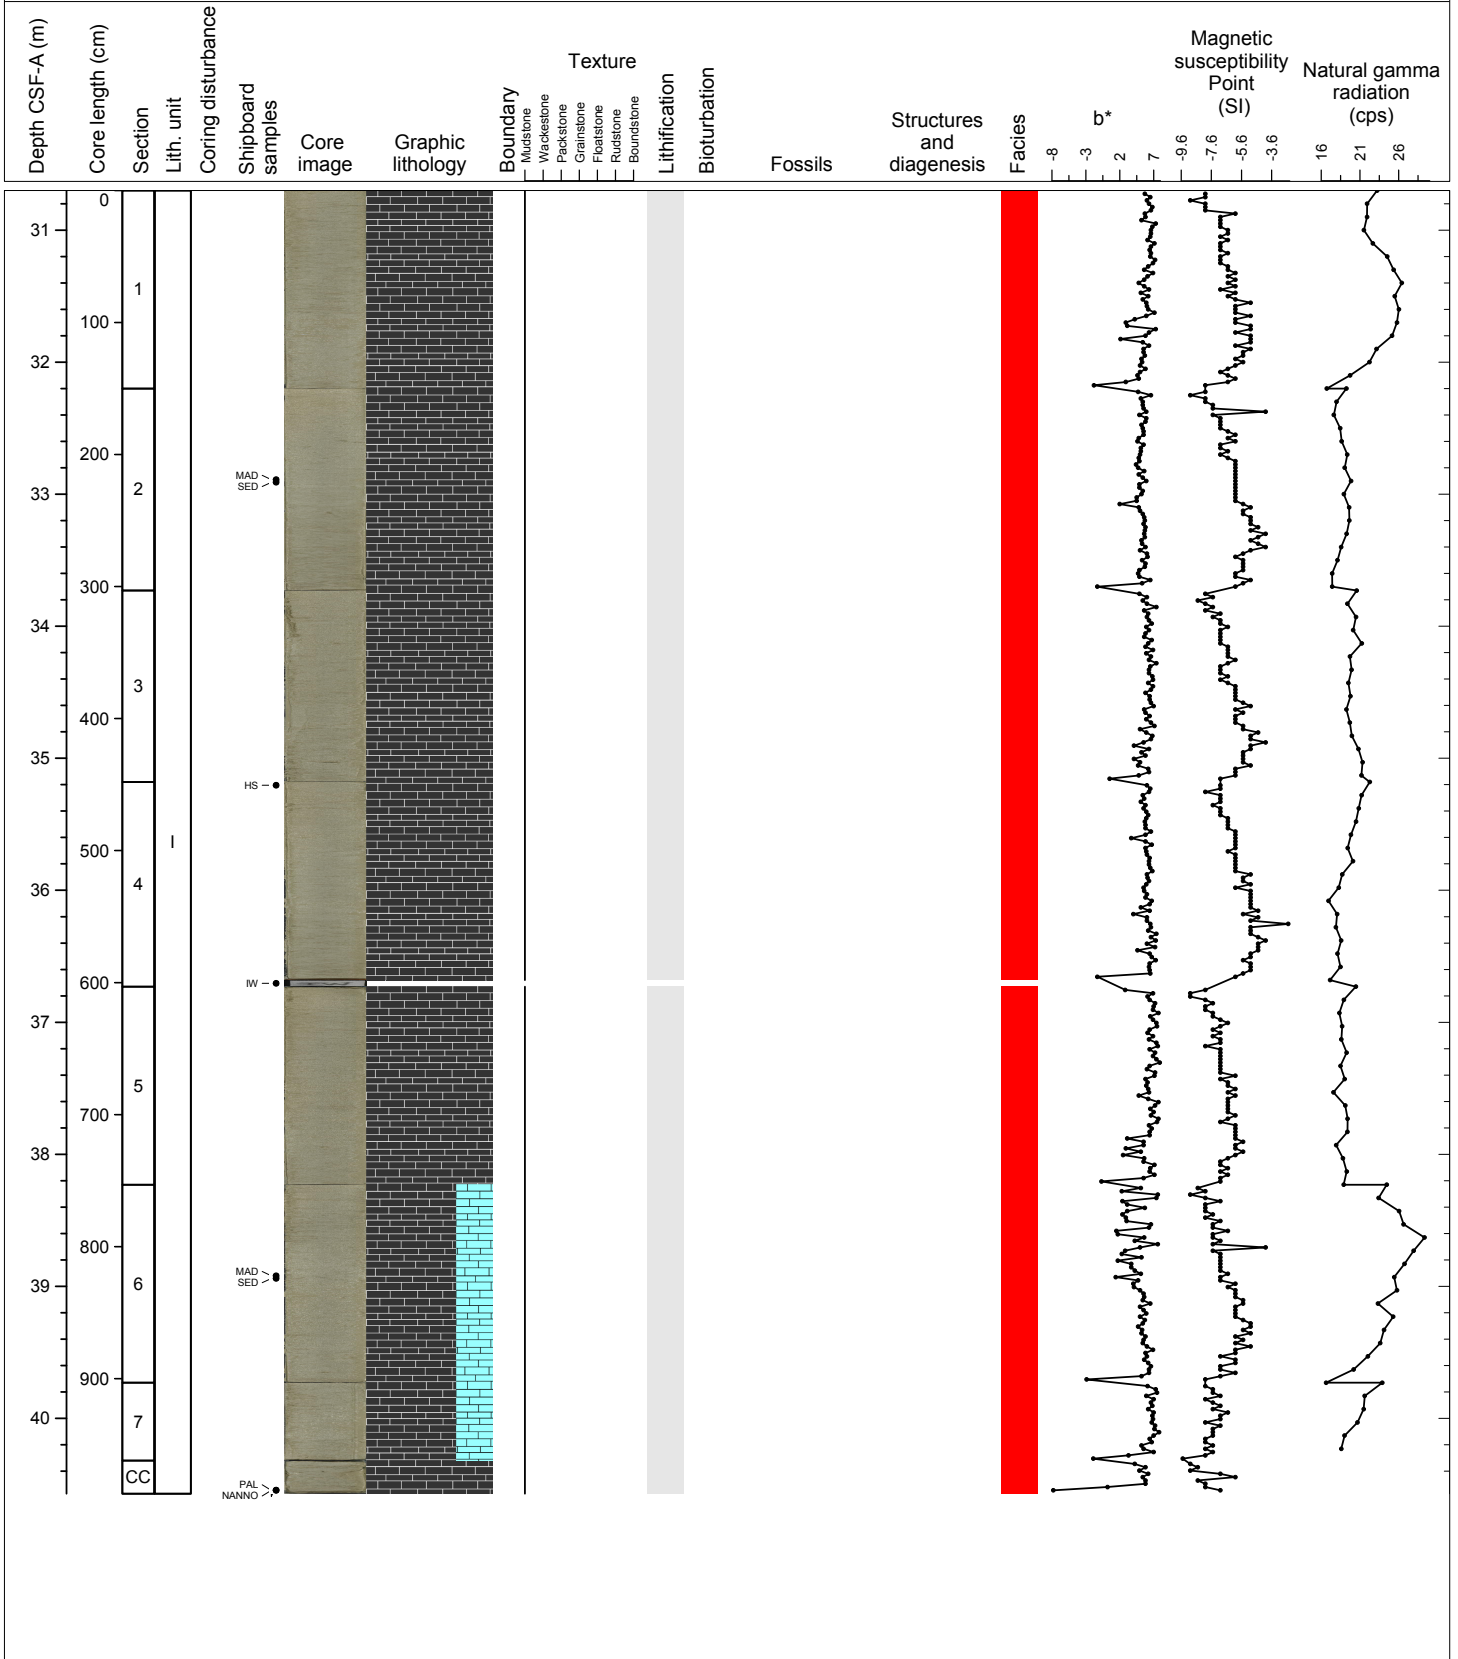 Depth CSF-A (m)
Core length (cm)
Section
Lith. unit
Coring disturbance
Shipboard
samples
Core
image
Graphic
lithology
Boundary
Texture
Mudstone
Wackestone
Packstone
Grainstone
Floatstone
Rudstone
Boundstone
Lithification
Bioturbation
Fossils
Structures
and
diagenesis
Facies
b*
-8
-3
2
7
Magnetic
susceptibility
Point
(SI)
-9.6
-7.6
-5.6
-3.6
Natural gamma
radiation
(cps)
16
21
26
31
32
33
34
35
36
37
38
39
40
0
100
200
300
400
500
600
700
800
900
1
2
3
4
5
6
7
CC
I
MAD
SED
HS
IW
MAD
SED
PAL
NANNO